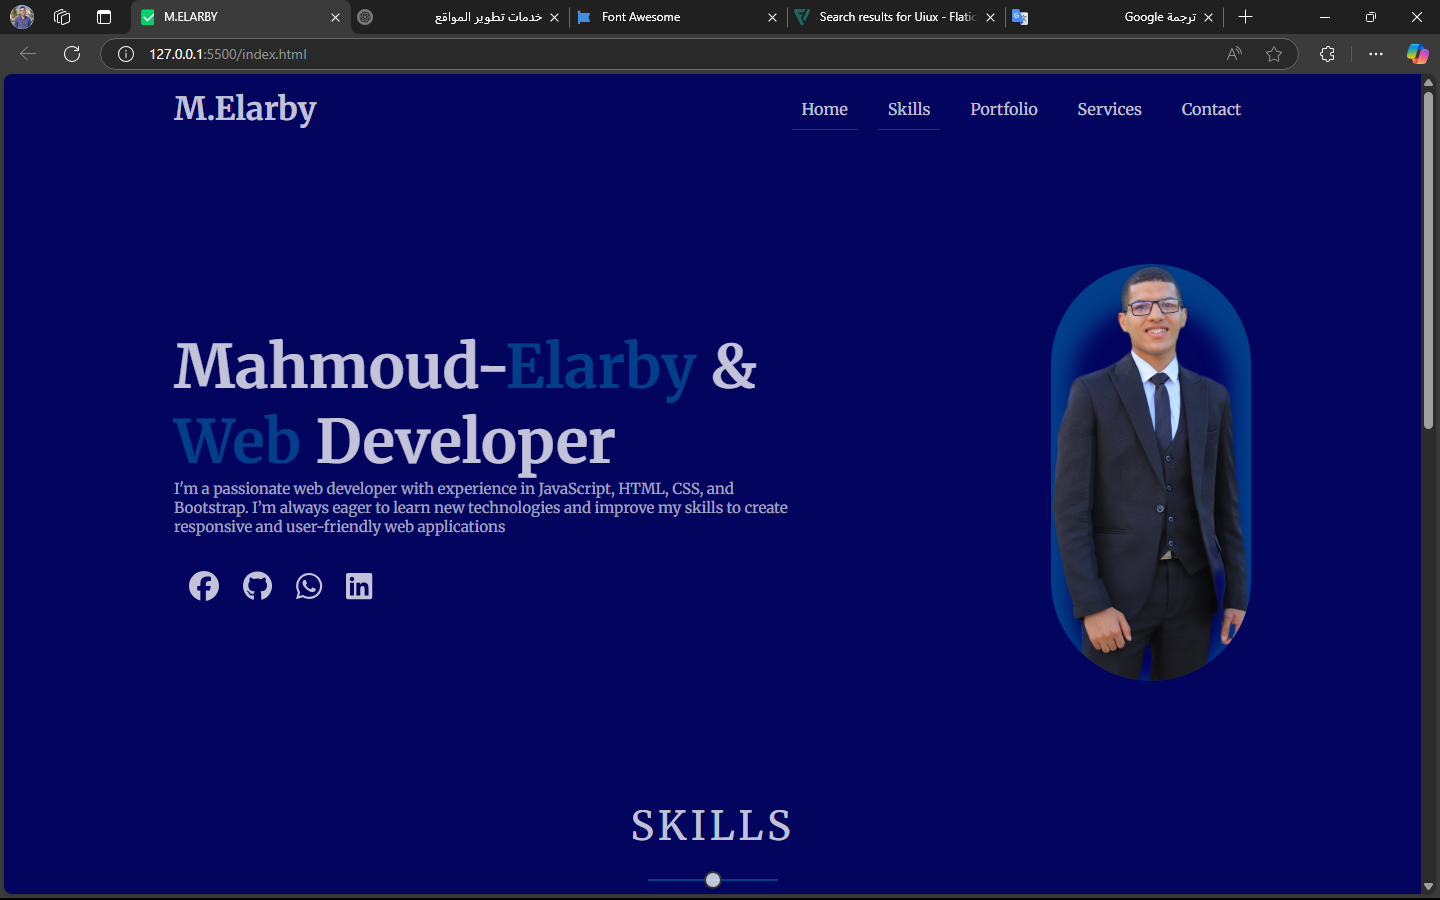 M.ELARBY
خدمات تطوير المواقع
Font Awesome
Search results for Uiux - Flatic
ترجمة Google
127.0.0.1:5500/index.html
M.Elarby
Home
Skills
Portfolio
Services
Contact
Mahmoud-Elarby &
Web Developer
I'm a passionate web developer with experience in JavaScript, HTML, CSS, and
Bootstrap. I’m always eager to learn new technologies and improve my skills to create
responsive and user-friendly web applications
SKILLS